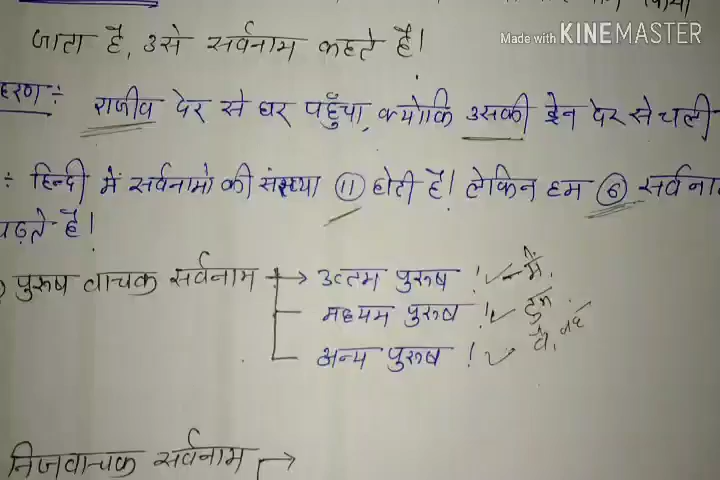 जाता है, उसे सर्वनाम कहते हैं।
Made with KINEMASTER
हरण÷ राजीव देर से घर पहुँचा, क्योकि उसकी ट्रेन देर से चली
÷ हिन्दी में सर्वनामो की संख्या 11 होती है। लेकिन हम 6 सर्वना
पढ़ते है।
पुरुष वाचक सर्वनाम → उत्तम पुरुष ! ✓ – मैं.
मध्यम पुरुष ! ✓ तुम.
अन्य पुरुष ! ✓ वे, वह
निजवाचक सर्वनाम →